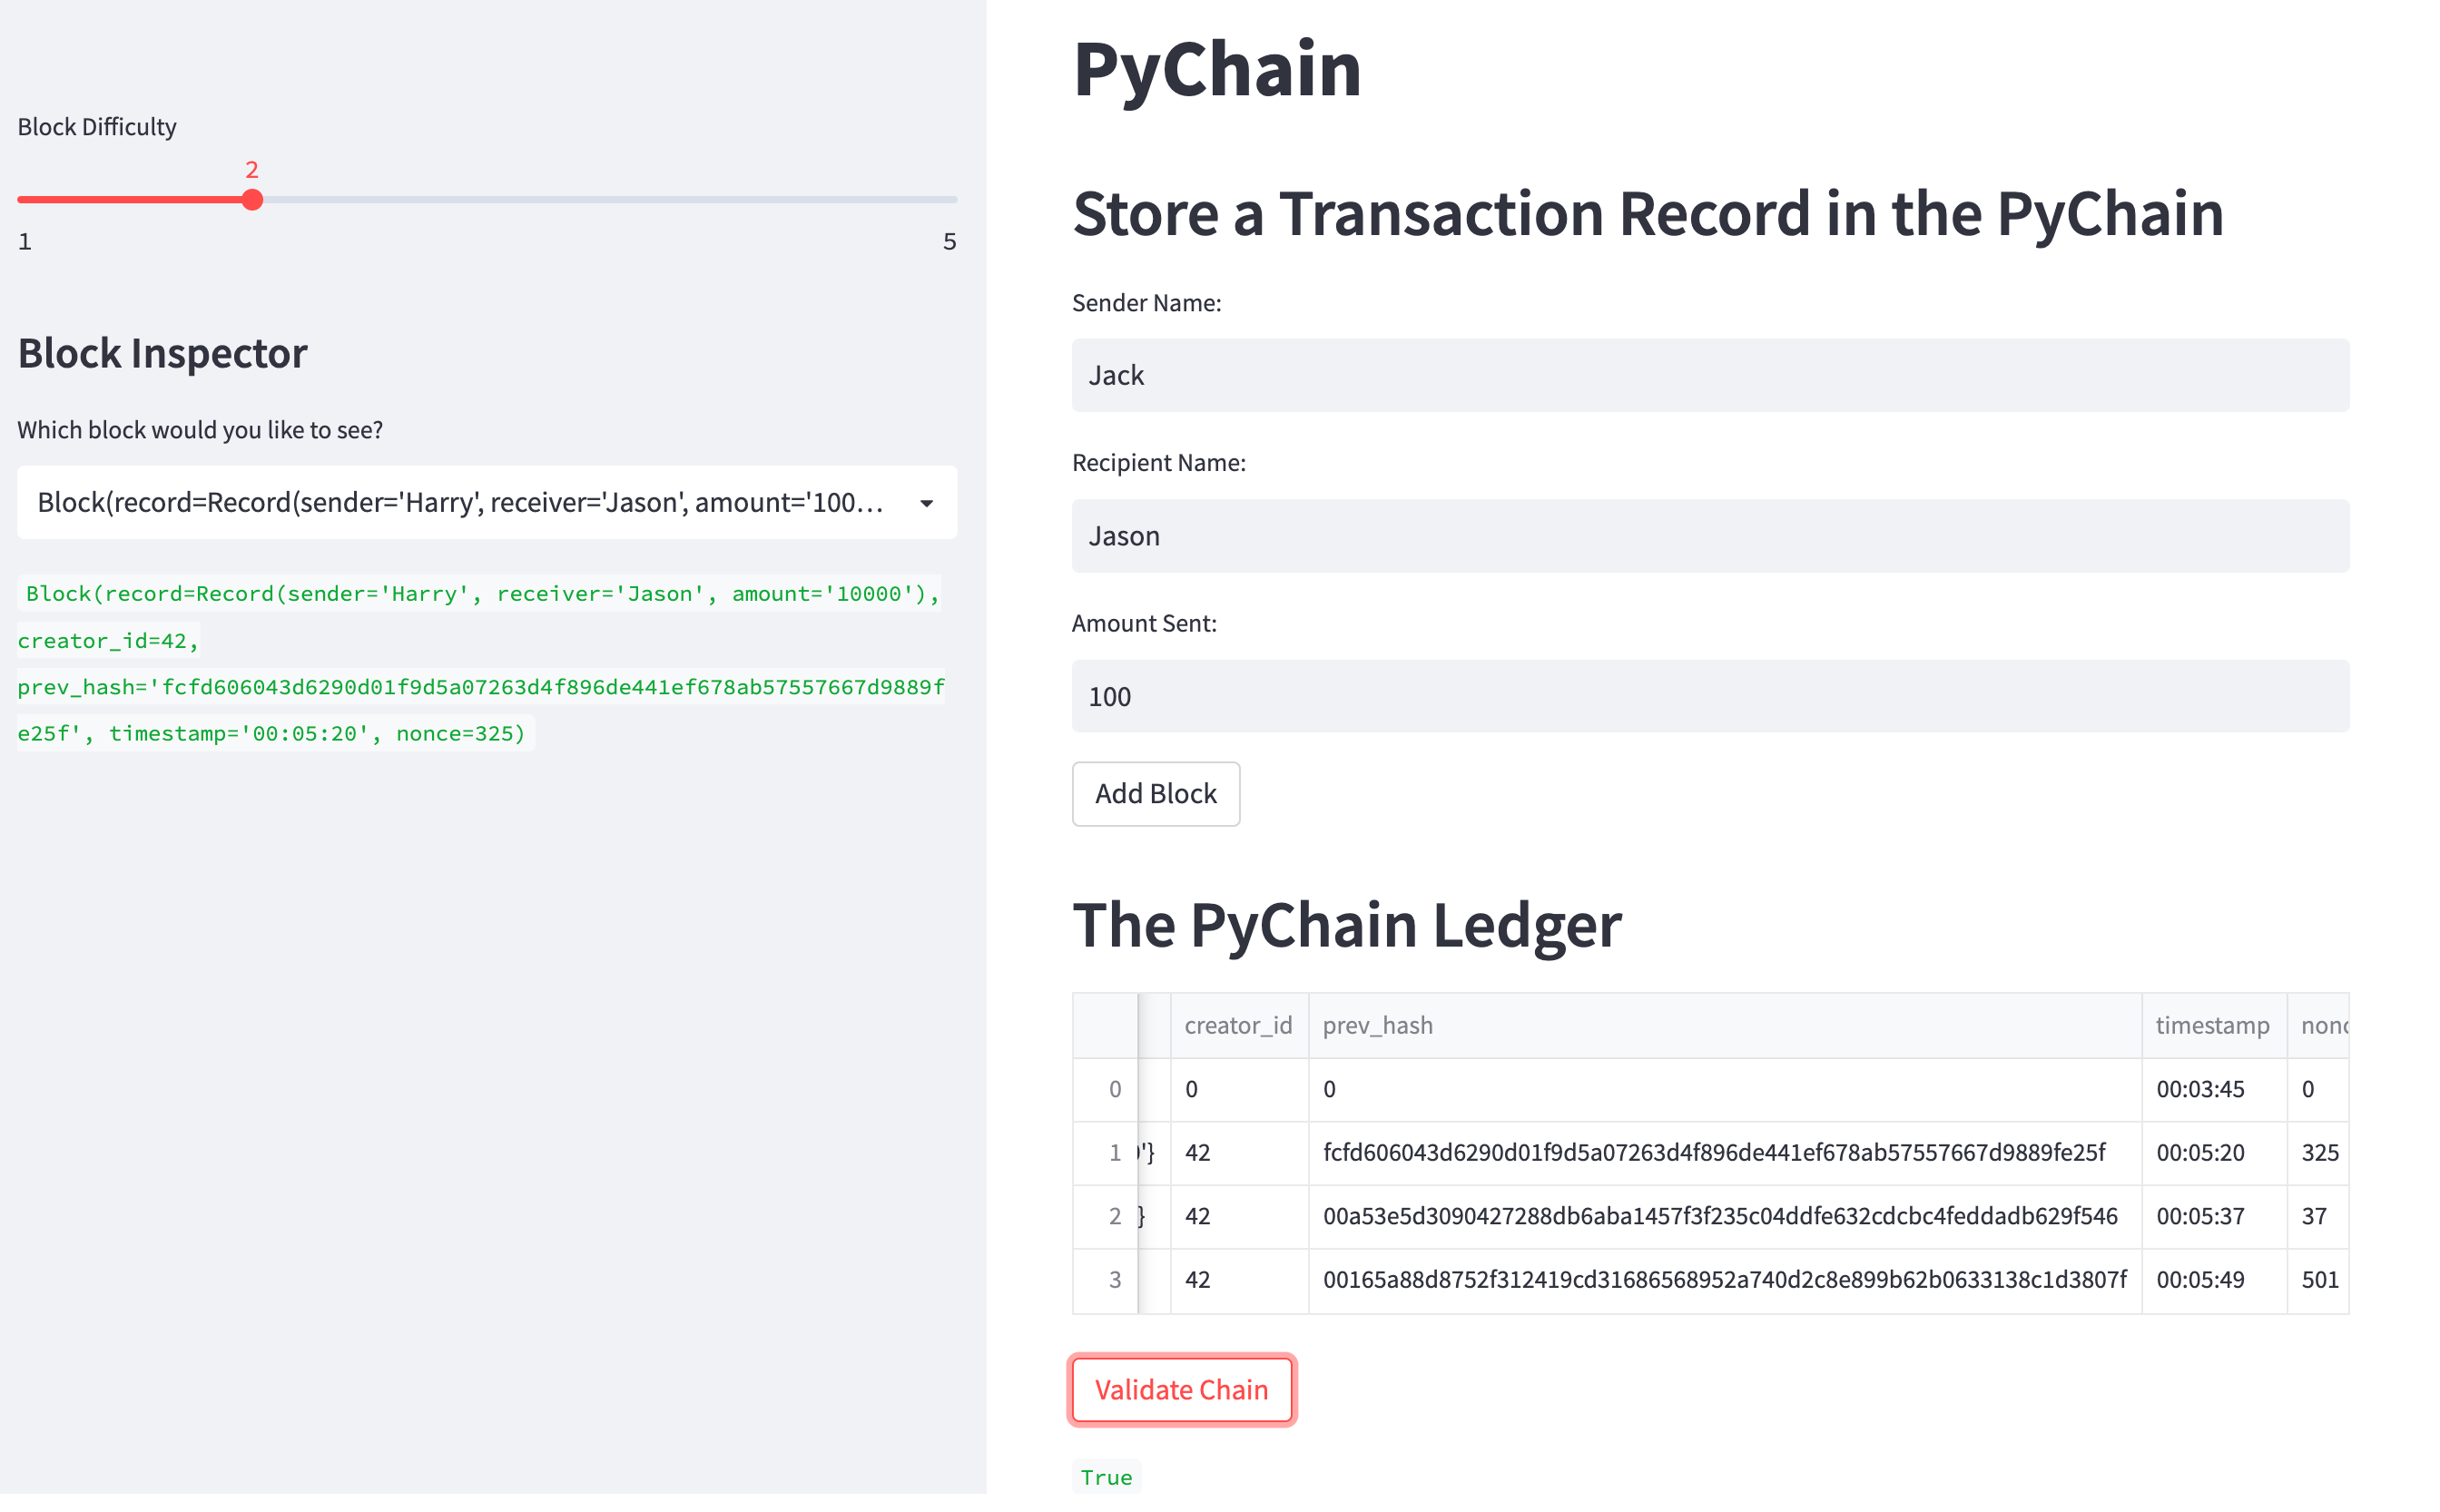 Block Difficulty
2
1 5
Block Inspector
Which block would you like to see?
Block(record=Record(sender='Harry', receiver='Jason', amount='100...
Block(record=Record(sender='Harry', receiver='Jason', amount='10000'),
creator_id=42,
prev_hash='fcfd606043d6290d01f9d5a07263d4f896de441ef678ab57557667d9889f
e25f', timestamp='00:05:20', nonce=325)
PyChain
Store a Transaction Record in the PyChain
Sender Name:
Jack
Recipient Name:
Jason
Amount Sent:
100
Add Block
The PyChain Ledger
creator_id prev_hash timestamp nonc
0 0 0 00:03:45 0
1 '} 42 fcfd606043d6290d01f9d5a07263d4f896de441ef678ab57557667d9889fe25f 00:05:20 325
2 } 42 00a53e5d3090427288db6aba1457f3f235c04ddfe632cdcbc4feddadb629f546 00:05:37 37
3 42 00165a88d8752f312419cd31686568952a740d2c8e899b62b0633138c1d3807f 00:05:49 501
Validate Chain
True